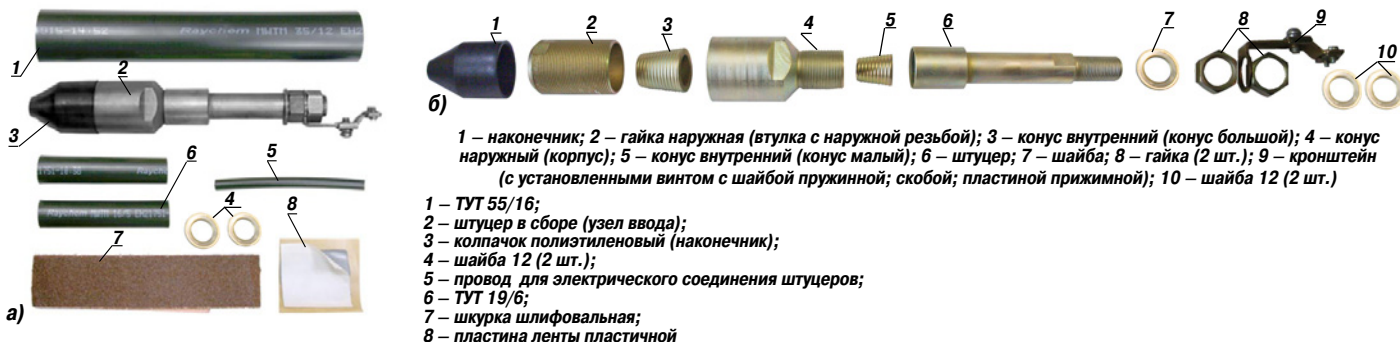 1 2 3 4 5 6 7 8 9 10
б)
1 – наконечник; 2 – гайка наружная (втулка с наружной резьбой); 3 – конус внутренний (конус большой); 4 – конус
наружный (корпус); 5 – конус внутренний (конус малый); 6 – штуцер; 7 – шайба; 8 – гайка (2 шт.); 9 – кронштейн
(с установленными винтом с шайбой пружинной; скобой; пластиной прижимной); 10 – шайба 12 (2 шт.)
Raychem
1
2
3
6
5
Raychem
4
8
7
а)
1 – ТУТ 55/16;
2 – штуцер в сборе (узел ввода);
3 – колпачок полиэтиленовый (наконечник);
4 – шайба 12 (2 шт.);
5 – провод для электрического соединения штуцеров;
6 – ТУТ 19/6;
7 – шкурка шлифовальная;
8 – пластина ленты пластичной